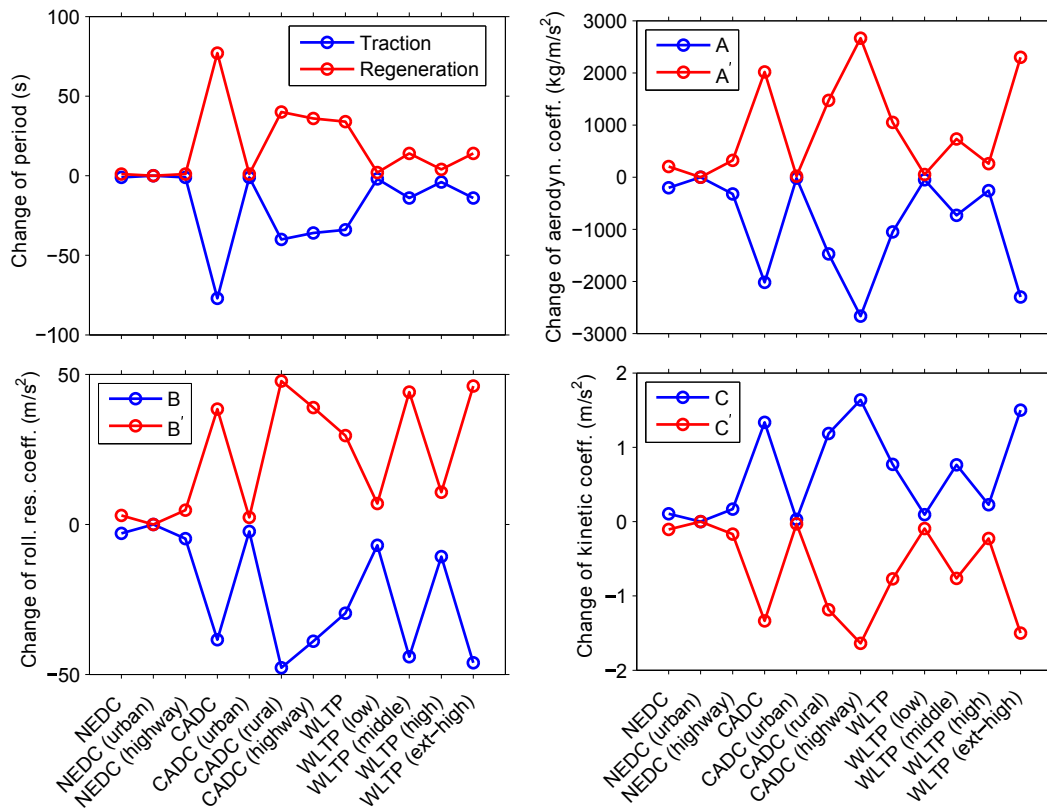 Change of period (s)
100
50
0
−50
−100
Traction
Regeneration
Change of aerodyn. coeff. (kg/m/s²)
3000
2000
1000
0
−1000
−2000
−3000
A
A'
Change of roll. res. coeff. (m/s²)
50
0
−50
B
B'
NEDC
NEDC (urban)
NEDC (highway)
CADC
CADC (urban)
CADC (rural)
CADC (highway)
WLTP
WLTP (low)
WLTP (middle)
WLTP (high)
WLTP (ext−high)
Change of kinetic coeff. (m/s²)
2
1
0
−1
−2
C
C'
NEDC
NEDC (urban)
NEDC (highway)
CADC
CADC (urban)
CADC (rural)
CADC (highway)
WLTP
WLTP (low)
WLTP (middle)
WLTP (high)
WLTP (ext−high)